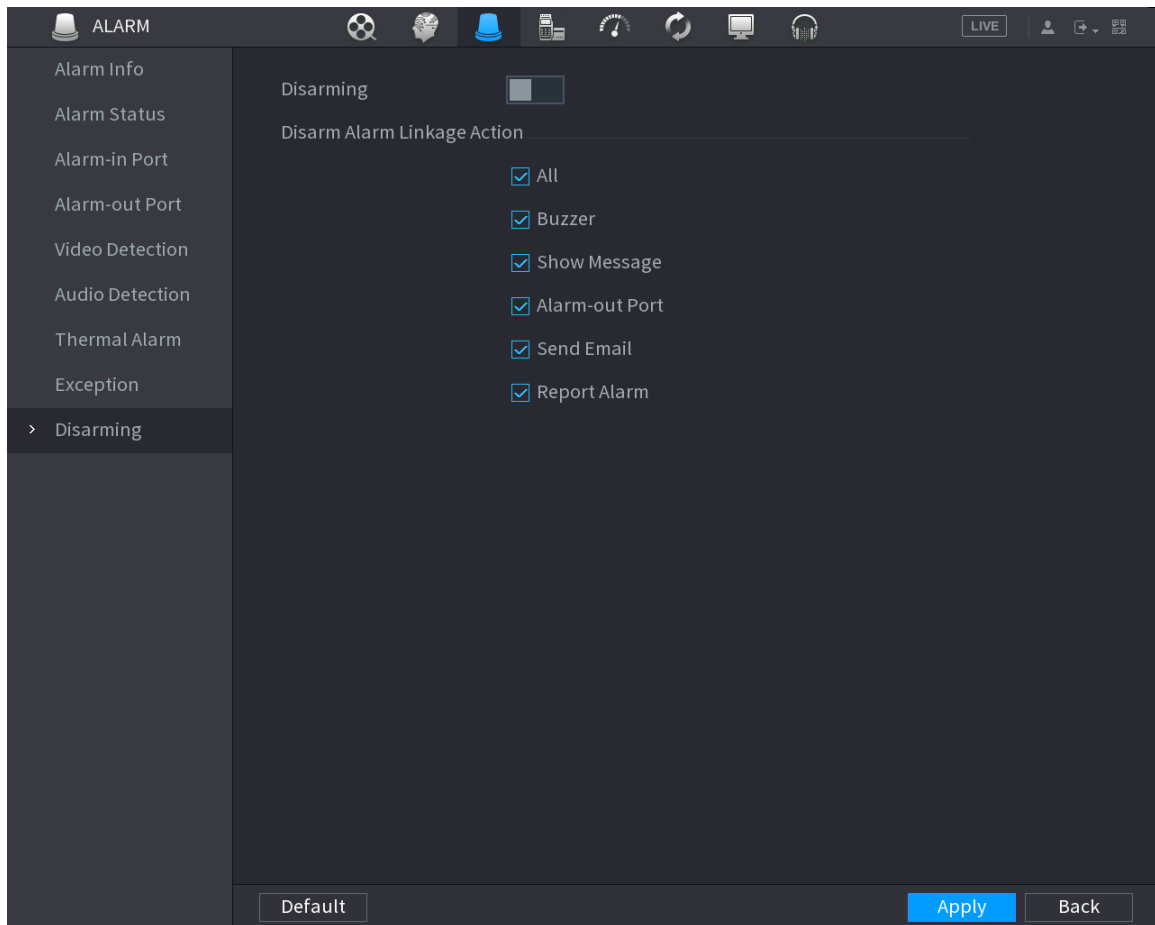 ALARM
LIVE
Alarm Info
Alarm Status
Alarm-in Port
Alarm-out Port
Video Detection
Audio Detection
Thermal Alarm
Exception
Disarming
Disarming
Disarm Alarm Linkage Action
All
Buzzer
Show Message
Alarm-out Port
Send Email
Report Alarm
Default
Apply
Back